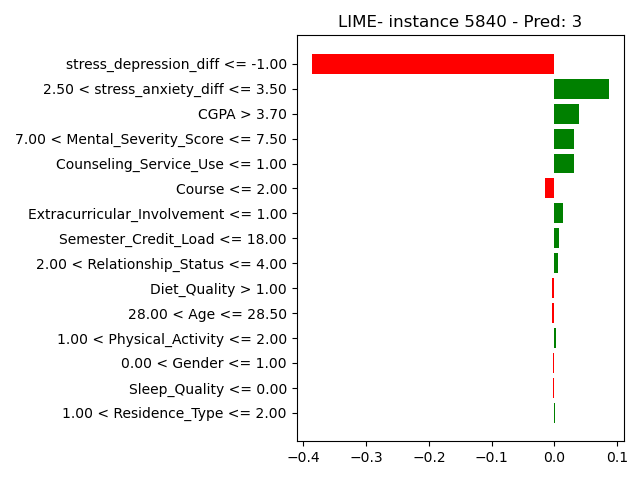 LIME- instance 5840 - Pred: 3
stress_depression_diff <= -1.00
2.50 < stress_anxiety_diff <= 3.50
CGPA > 3.70
7.00 < Mental_Severity_Score <= 7.50
Counseling_Service_Use <= 1.00
Course <= 2.00
Extracurricular_Involvement <= 1.00
Semester_Credit_Load <= 18.00
2.00 < Relationship_Status <= 4.00
Diet_Quality > 1.00
28.00 < Age <= 28.50
1.00 < Physical_Activity <= 2.00
0.00 < Gender <= 1.00
Sleep_Quality <= 0.00
1.00 < Residence_Type <= 2.00
−0.4 −0.3 −0.2 −0.1 0.0 0.1